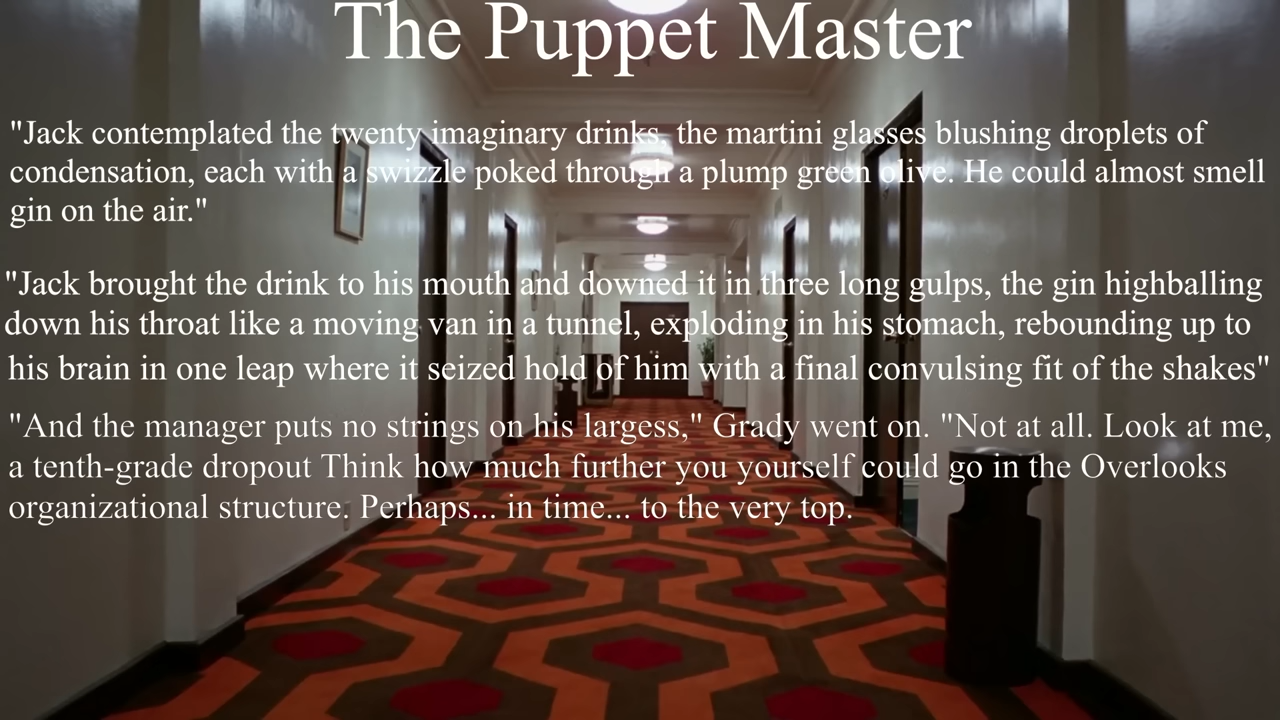 The Puppet Master
"Jack contemplated the twenty imaginary drinks, the martini glasses blushing droplets of
condensation, each with a swizzle poked through a plump green olive. He could almost smell
gin on the air."
"Jack brought the drink to his mouth and downed it in three long gulps, the gin highballing
down his throat like a moving van in a tunnel, exploding in his stomach, rebounding up to
his brain in one leap where it seized hold of him with a final convulsing fit of the shakes"
"And the manager puts no strings on his largess," Grady went on. "Not at all. Look at me,
a tenth-grade dropout Think how much further you yourself could go in the Overlooks
organizational structure. Perhaps... in time... to the very top.